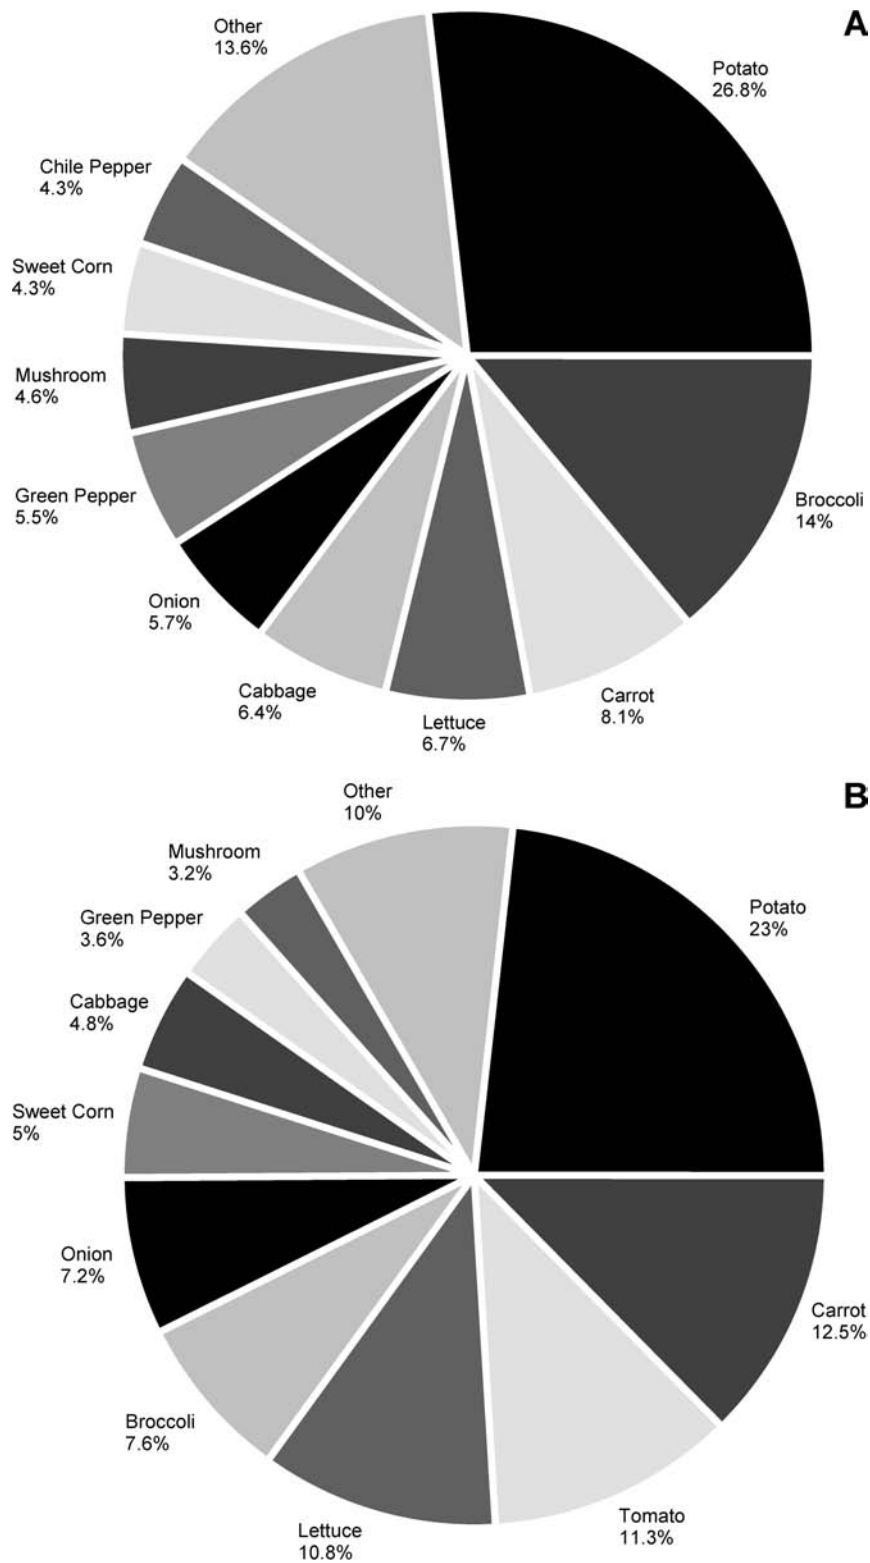 A
Other
13.6%
Potato
26.8%
Chile Pepper
4.3%
Sweet Corn
4.3%
Mushroom
4.6%
Green Pepper
5.5%
Broccoli
14%
Onion
5.7%
Cabbage
6.4%
Lettuce
6.7%
Carrot
8.1%
B
Other
10%
Mushroom
3.2%
Potato
23%
Green Pepper
3.6%
Cabbage
4.8%
Sweet Corn
5%
Onion
7.2%
Carrot
12.5%
Broccoli
7.6%
Tomato
11.3%
Lettuce
10.8%